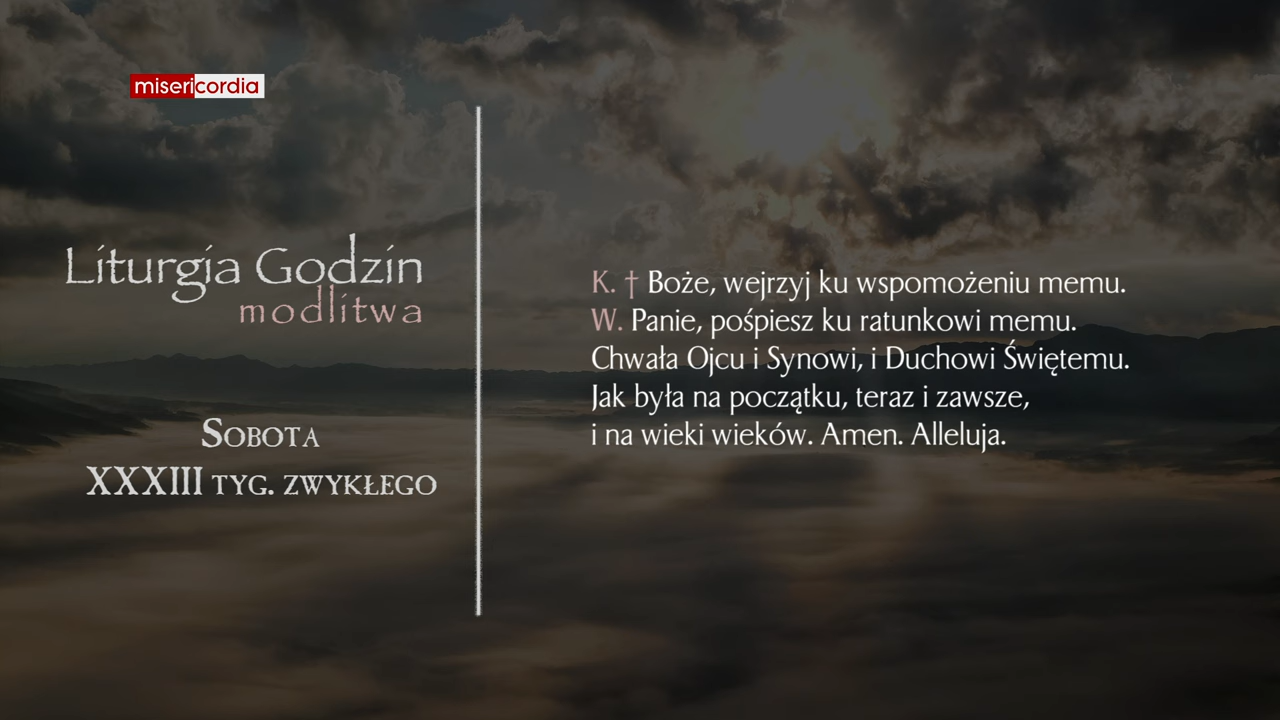 misericordia
Liturgia Godzin
modlitwa
Sobota
XXXIII tyg. zwykłego
K. † Boże, wejrzyj ku wspomożeniu memu.
W. Panie, pośpiesz ku ratunkowi memu.
Chwała Ojcu i Synowi, i Duchowi Świętemu.
Jak była na początku, teraz i zawsze,
i na wieki wieków. Amen. Alleluja.